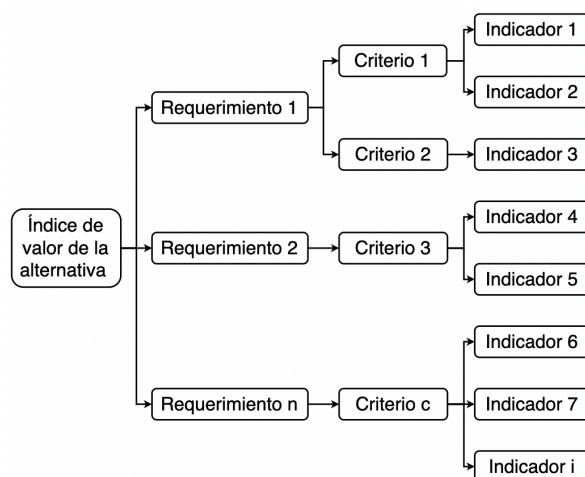 Índice de
valor de la
alternativa
Requerimiento 1
Requerimiento 2
Requerimiento n
Criterio 1
Criterio 2
Criterio 3
Criterio c
Indicador 1
Indicador 2
Indicador 3
Indicador 4
Indicador 5
Indicador 6
Indicador 7
Indicador i